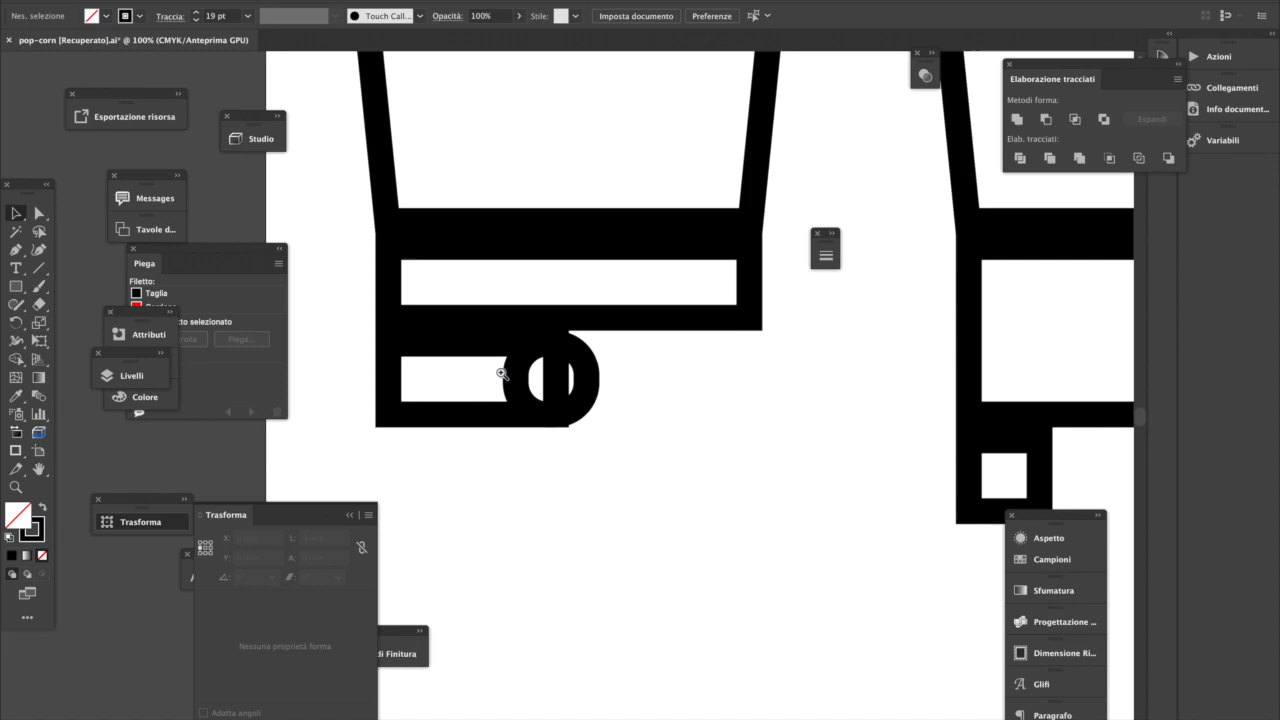 Nes. selezione
Traccia:
19 pt
Touch Call...
Opacità:
100%
Stile:
Imposta documento
Preferenze
pop-corn [Recuperato].ai* @ 100% (CMYK/Anteprima GPU)
Esportazione risorsa
Studio
Messages
Tavole d...
Piega
Filetto:
Taglia
tto selezionato
Piega...
Attributi
Livelli
Colore
Trasforma
Trasforma
X:
L:
Y:
A:
Nessuna proprietà forma
Adatta angoli
di Finitura
Elaborazione tracciati
Metodi forma:
Espandi
Elab. tracciati:
Azioni
Collegamenti
Info document...
Variabili
Aspetto
Campioni
Sfumatura
Progettazione ...
Dimensione Ri...
Glifi
Paragrafo